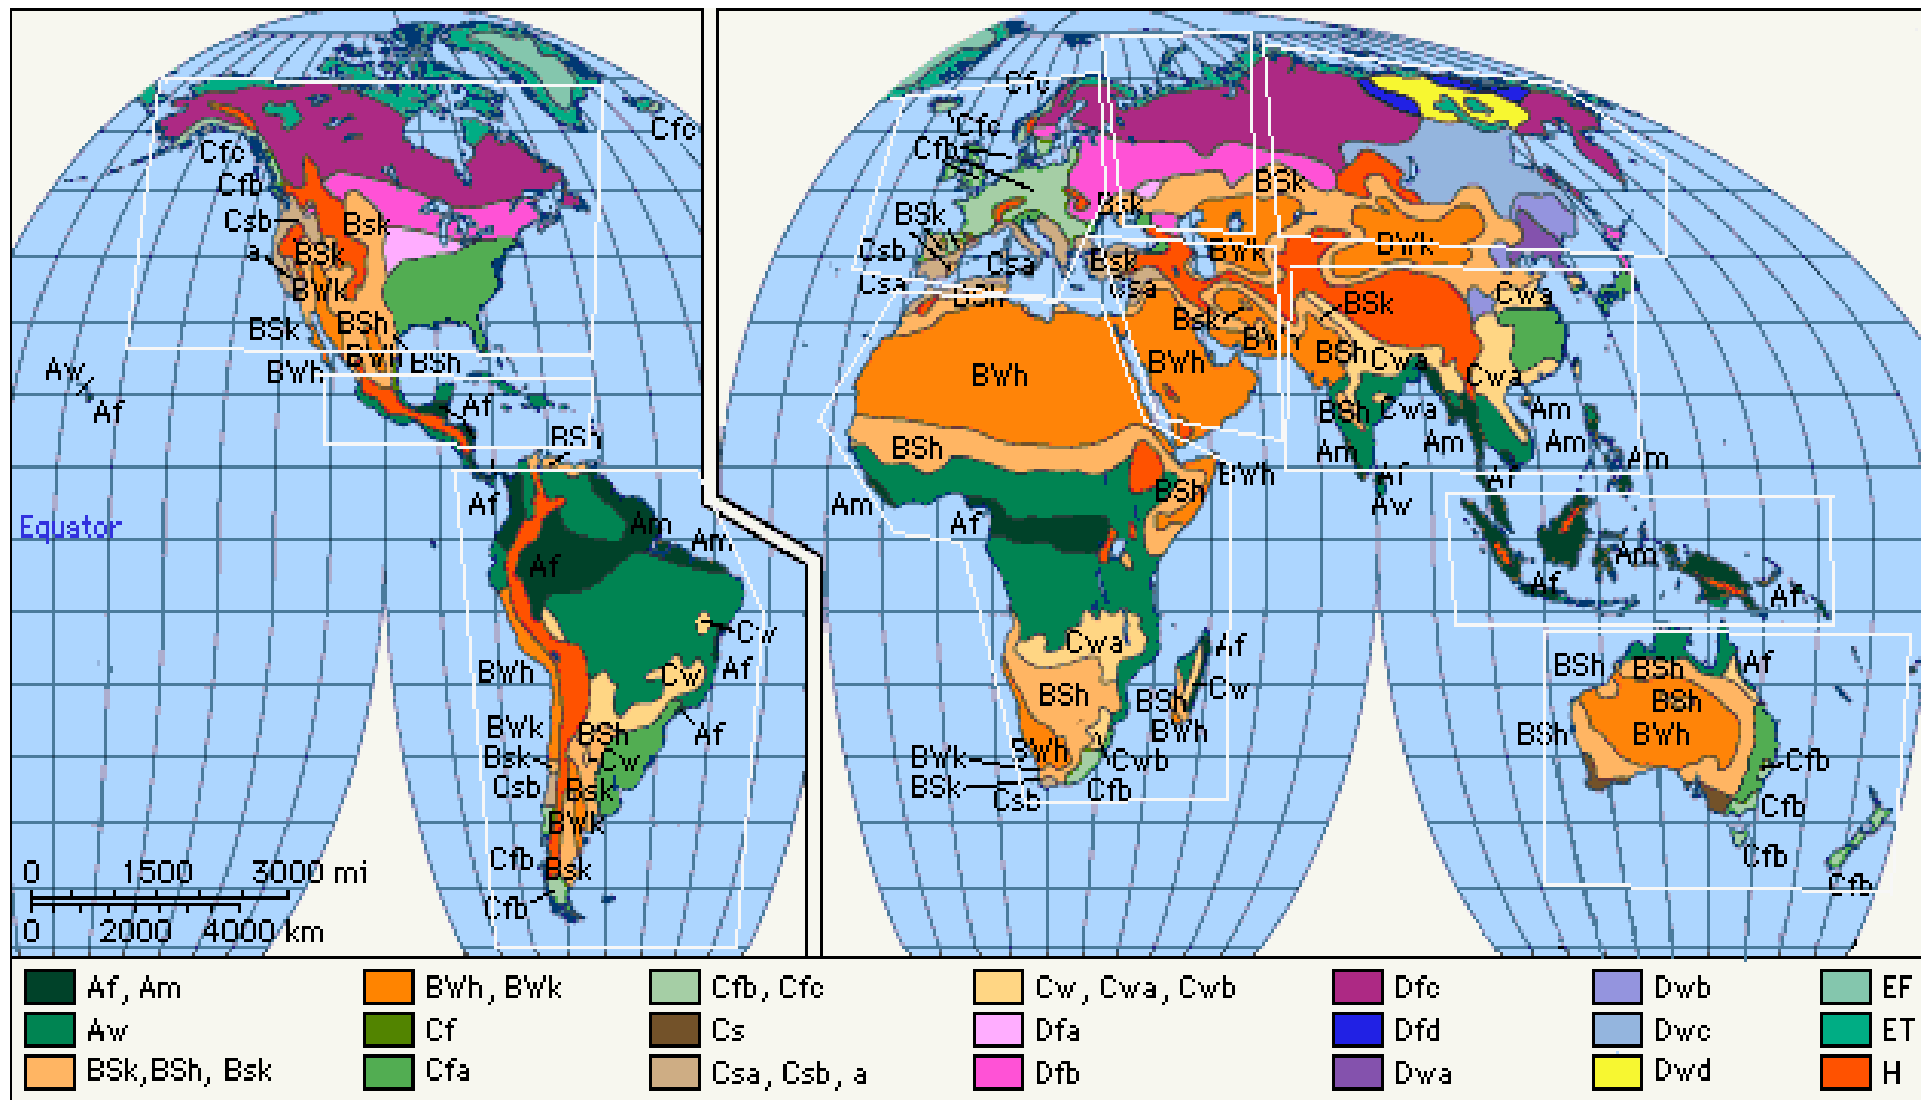 Cfc
Cfc
Cfc
Cfb
Cfc
Cfb
BSk
Csb
Bsk
Bsk
BSk
a
BSk
Csb
Bsk
BWk
BWk
Csa
BWk
Csa
Csa
BSh
BSk
Cwa
BSk
BSh
Bsk
BWh
BWh
BSh
BWh
BSh
Cwa
Aw
BWh
BWh
Cwa
Af
Af
BSh
Cwa
Am
BSh
BSh
Am
Am
Am
Am
BWh
Af
Af
Af
Am
BSh
Aw
Equator
Am
Af
Am
Am
Af
Af
Af
Cw
Cwa
Af
BWh
Cw
Af
Cw
BSh
BSh
Af
BSh
BSh
BWk
BSh
Af
BWh
BSh
BWh
Bsk
Cw
BWh
BWk
Cwb
Cfb
Csb
Bsk
BSk
Csb
Cfb
Cfb
BWk
Cfb
Bsk
Cfb
Cfb
Cfb
0 1500 3000 mi
0 2000 4000 km
Af, Am
BWh, BWk
Cfb, Cfc
Cw, Cwa, Cwb
Dfc
Dwb
EF
Aw
Cf
Cs
Dfa
Dfd
Dwc
ET
BSk,BSh, Bsk
Cfa
Csa, Csb, a
Dfb
Dwa
Dwd
H